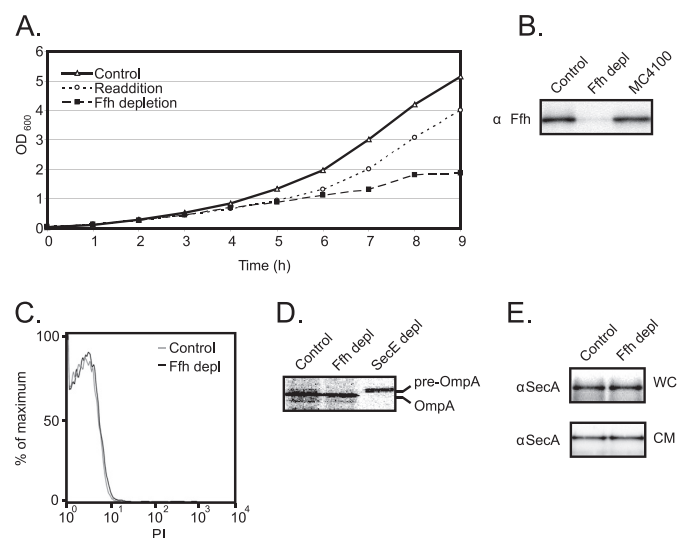 A.
6
5
4
3
2
1
0
OD 600
Control
Readdition
Ffh depletion
0 1 2 3 4 5 6 7 8 9
Time (h)
B.
Control
Ffh depl
MC4100
α Ffh
C.
100
50
0
% of maximum
Control
Ffh depl
10^0 10^1 10^2 10^3 10^4
PI
D.
Control
Ffh depl
SecE depl
pre-OmpA
OmpA
E.
Control
Ffh depl
αSecA WC
αSecA CM